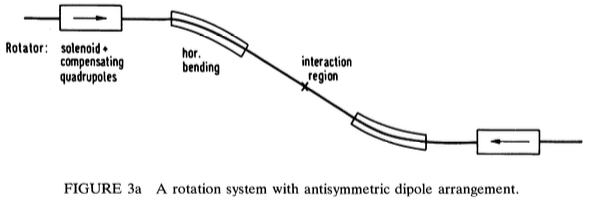 Rotator: solenoid +
compensating
quadrupoles
hor.
bending
interaction
region
FIGURE 3a A rotation system with antisymmetric dipole arrangement.